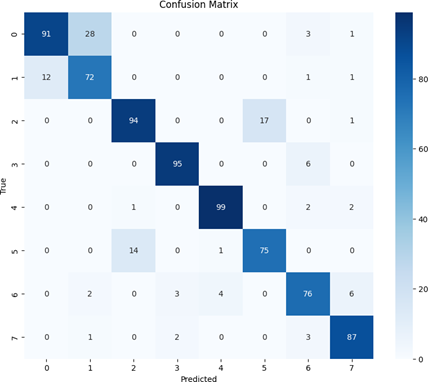 Confusion Matrix
0 91 28 0 0 0 0 3 1
1 12 72 0 0 0 0 1 1
2 0 0 94 0 0 17 0 1
3 0 0 0 95 0 0 6 0
4 0 0 1 0 99 0 2 2
5 0 0 14 0 1 75 0 0
6 0 2 0 3 4 0 76 6
7 0 1 0 2 0 0 3 87
0 1 2 3 4 5 6 7
Predicted
True
80
60
40
20
0